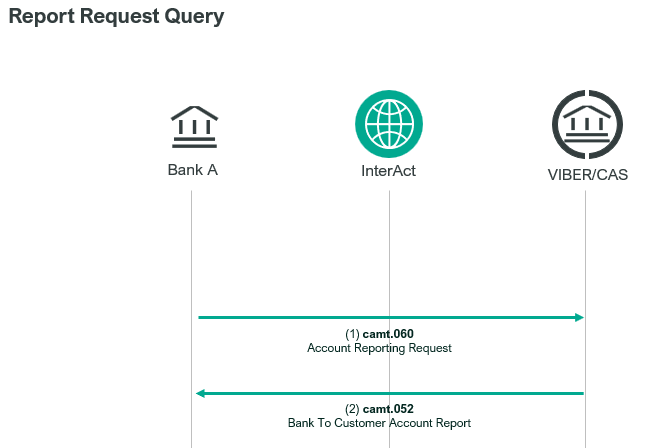 Report Request Query
Bank A
InterAct
VIBER/CAS
(1) camt.060
Account Reporting Request
(2) camt.052
Bank To Customer Account Report